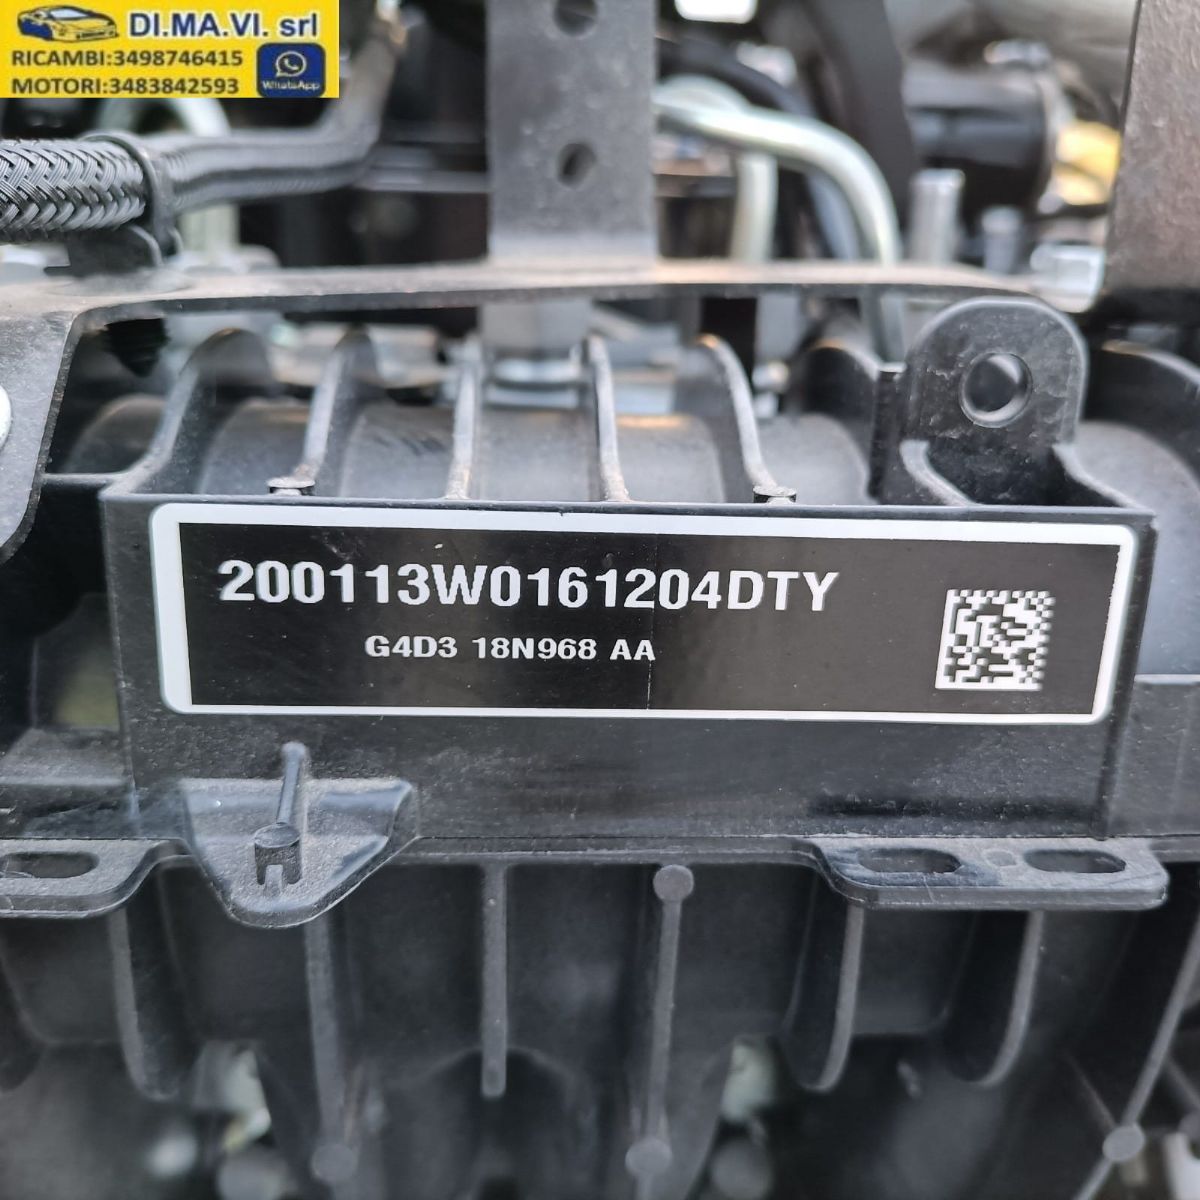 DI.MA.VI. srl
RICAMBI:3498746415
MOTORI:3483842593
WhatsApp
200113W0161204DTY
G4D3 18N968 AA